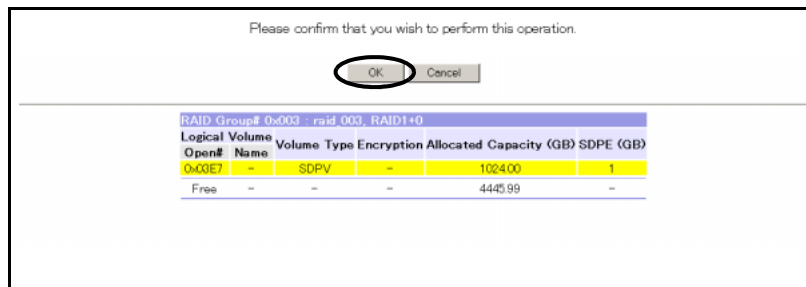 Please confirm that you wish to perform this operation.
OK Cancel
RAID Group# 0x003 : raid_003, RAID1+0
Logical Volume Volume Type Encryption Allocated Capacity (GB) SDPE (GB)
Open# Name
0x03E7 - SDPV - 1024.00 1
Free - - - 4445.99 -